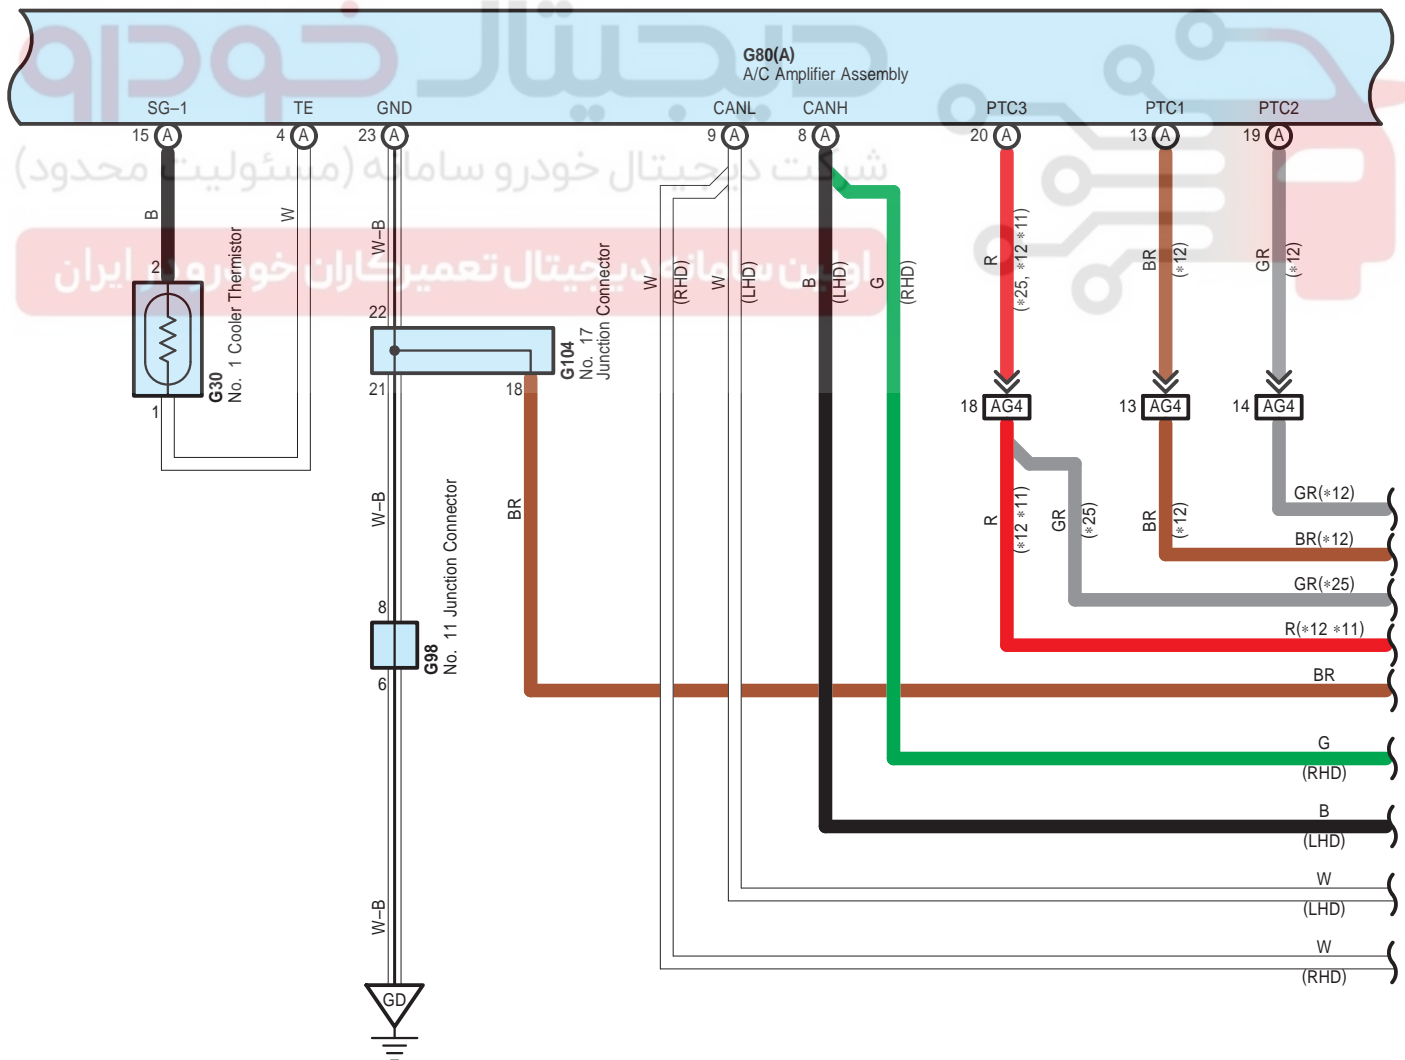 دیجیتال خودرو
شرکت دیجیتال خودرو سامانه (مسئولیت محدود)
اولین سامانه دیجیتال تعمیرکاران خودرو در ایران
G80(A)
A/C Amplifier Assembly
SG–1 TE GND CANL CANH PTC3 PTC1 PTC2
15 A 4 A 23 A 9 A 8 A 20 A 13 A 19 A
B
W
W–B
W
(RHD)
W
(LHD)
B
(LHD)
G
(RHD)
R
(*25, *12 *11)
BR
(*12)
GR
(*12)
2
G30
No. 1 Cooler Thermistor
1
22
G104
No. 17
Junction Connector
21 18
18 AG4 13 AG4 14 AG4
W–B
BR
R
(*12 *11)
GR
(*25)
BR
(*12)
GR(*12)
BR(*12)
GR(*25)
R(*12 *11)
BR
8
G98
No. 11 Junction Connector
6
G
(RHD)
B
(LHD)
W
(LHD)
W
(RHD)
W–B
GD